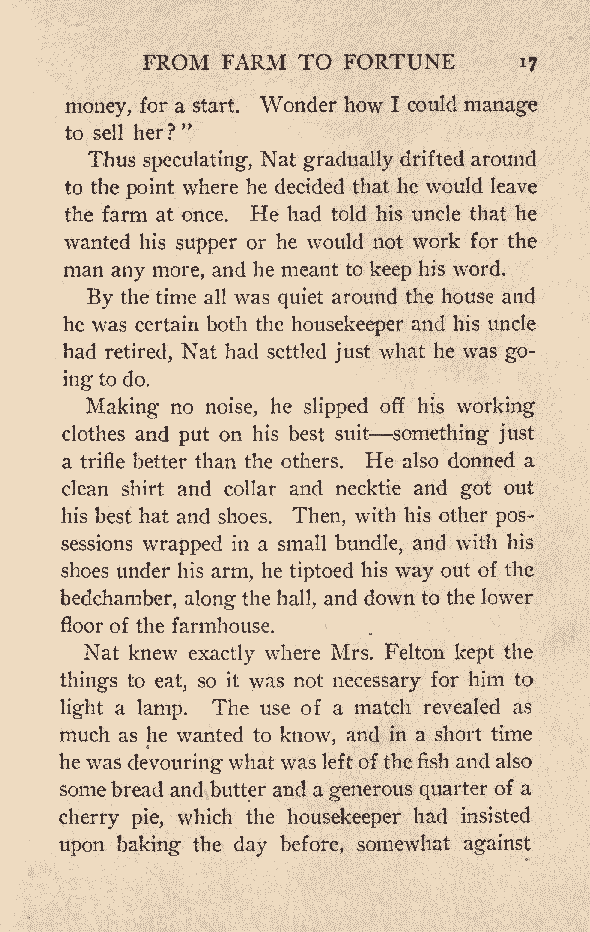 FROM FARM TO FORTUNE 17
money, for a start. Wonder how I could manage
to sell her?"
Thus speculating, Nat gradually drifted around
to the point where he decided that he would leave
the farm at once. He had told his uncle that he
wanted his supper or he would not work for the
man any more, and he meant to keep his word.
By the time all was quiet around the house and
he was certain both the housekeeper and his uncle
had retired, Nat had settled just what he was go-
ing to do.
Making no noise, he slipped off his working
clothes and put on his best suit—something just
a trifle better than the others. He also donned a
clean shirt and collar and necktie and got out
his best hat and shoes. Then, with his other pos-
sessions wrapped in a small bundle, and with his
shoes under his arm, he tiptoed his way out of the
bedchamber, along the hall, and down to the lower
floor of the farmhouse.
Nat knew exactly where Mrs. Felton kept the
things to eat, so it was not necessary for him to
light a lamp. The use of a match revealed as
much as he wanted to know, and in a short time
he was devouring what was left of the fish and also
some bread and butter and a generous quarter of a
cherry pie, which the housekeeper had insisted
upon baking the day before, somewhat against